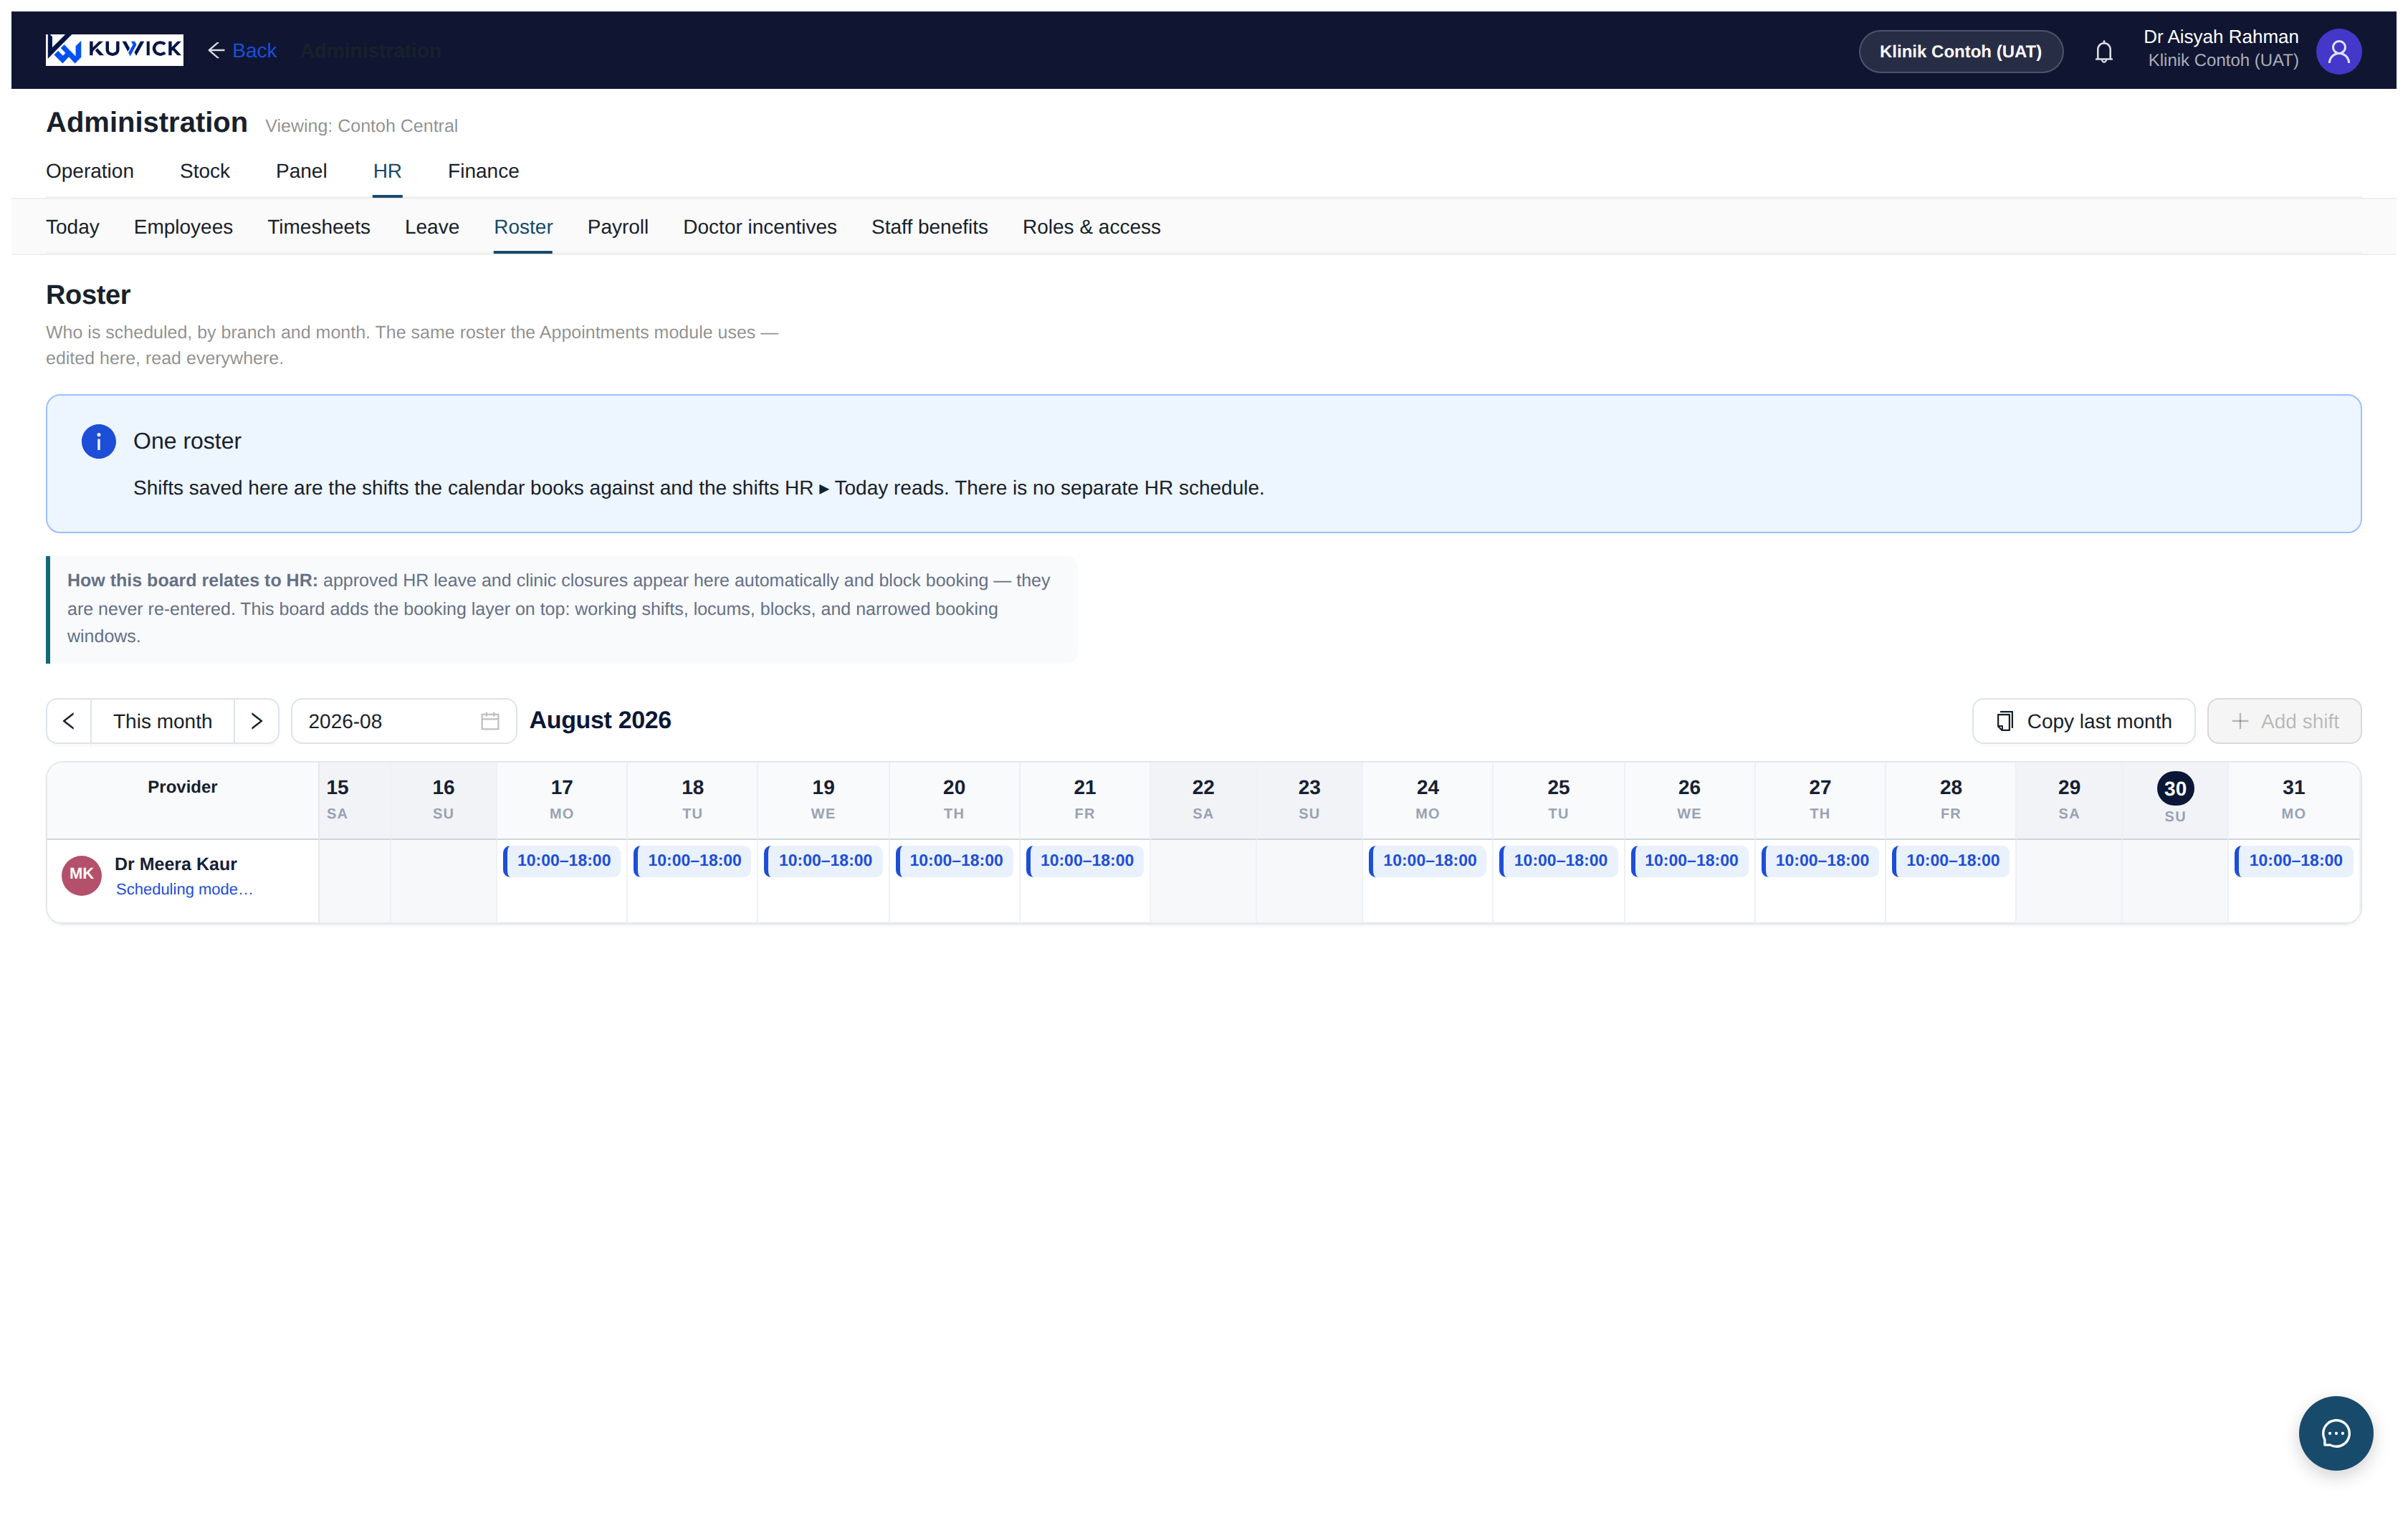 KUWICK
Back
Administration
Klinik Contoh (UAT)
Dr Aisyah Rahman
Klinik Contoh (UAT)
Administration
Viewing: Contoh Central
Operation Stock Panel HR Finance
Today Employees Timesheets Leave Roster Payroll Doctor incentives Staff benefits Roles & access
Roster
Who is scheduled, by branch and month. The same roster the Appointments module uses —
edited here, read everywhere.
One roster
Shifts saved here are the shifts the calendar books against and the shifts HR ▸ Today reads. There is no separate HR schedule.
How this board relates to HR: approved HR leave and clinic closures appear here automatically and block booking — they
are never re-entered. This board adds the booking layer on top: working shifts, locums, blocks, and narrowed booking
windows.
This month
2026-08
August 2026
Copy last month
Add shift
Provider 15 16 17 18 19 20 21 22 23 24 25 26 27 28 29 30 31
SA SU MO TU WE TH FR SA SU MO TU WE TH FR SA SU MO
MK
Dr Meera Kaur
Scheduling mode…
10:00–18:00 10:00–18:00 10:00–18:00 10:00–18:00 10:00–18:00 10:00–18:00 10:00–18:00 10:00–18:00 10:00–18:00 10:00–18:00 10:00–18:00